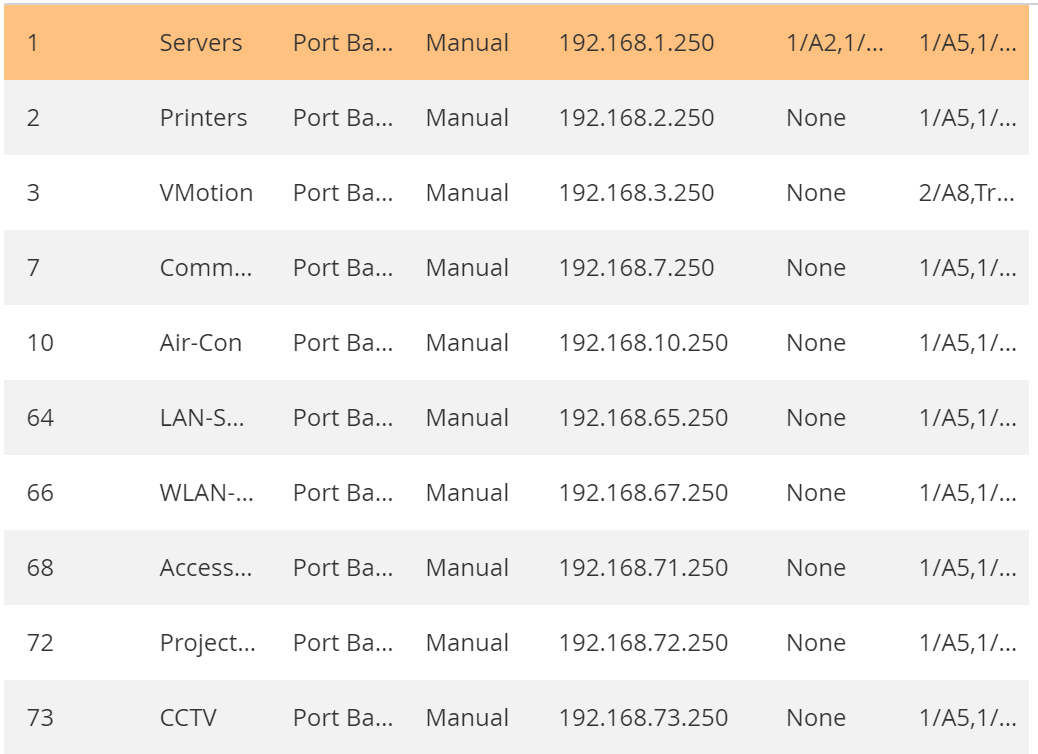 1 Servers Port Ba... Manual 192.168.1.250 1/A2,1/... 1/A5,1/...
2 Printers Port Ba... Manual 192.168.2.250 None 1/A5,1/...
3 VMotion Port Ba... Manual 192.168.3.250 None 2/A8,Tr...
7 Comm... Port Ba... Manual 192.168.7.250 None 1/A5,1/...
10 Air-Con Port Ba... Manual 192.168.10.250 None 1/A5,1/...
64 LAN-S... Port Ba... Manual 192.168.65.250 None 1/A5,1/...
66 WLAN-... Port Ba... Manual 192.168.67.250 None 1/A5,1/...
68 Access... Port Ba... Manual 192.168.71.250 None 1/A5,1/...
72 Project... Port Ba... Manual 192.168.72.250 None 1/A5,1/...
73 CCTV Port Ba... Manual 192.168.73.250 None 1/A5,1/...